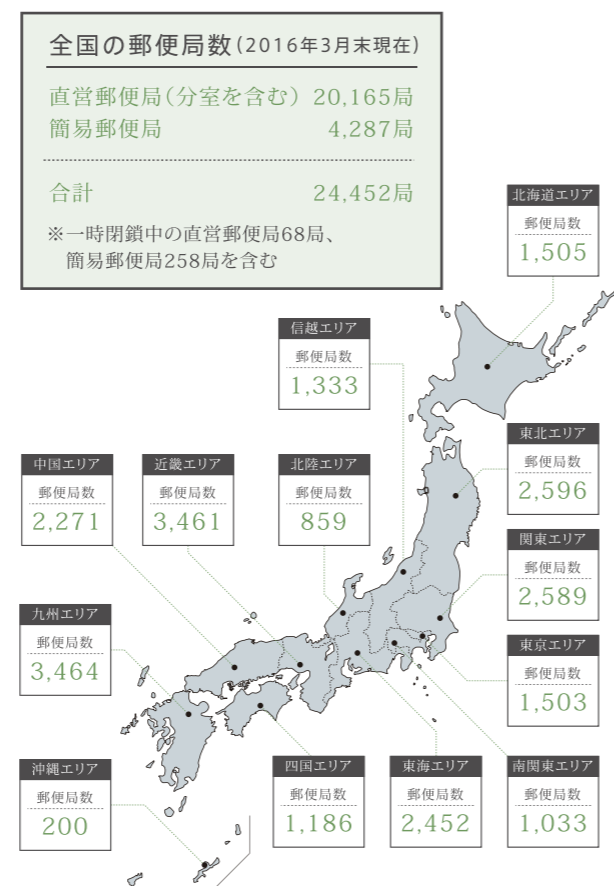 全国の郵便局数(2016年3月末現在)
直営郵便局(分室を含む) 20,165局
簡易郵便局 4,287局
合計 24,452局
※一時閉鎖中の直営郵便局68局、
簡易郵便局258局を含む
北海道エリア
郵便局数
1,505
信越エリア
郵便局数
1,333
東北エリア
郵便局数
2,596
中国エリア
郵便局数
2,271
近畿エリア
郵便局数
3,461
北陸エリア
郵便局数
859
関東エリア
郵便局数
2,589
九州エリア
郵便局数
3,464
東京エリア
郵便局数
1,503
沖縄エリア
郵便局数
200
四国エリア
郵便局数
1,186
東海エリア
郵便局数
2,452
南関東エリア
郵便局数
1,033